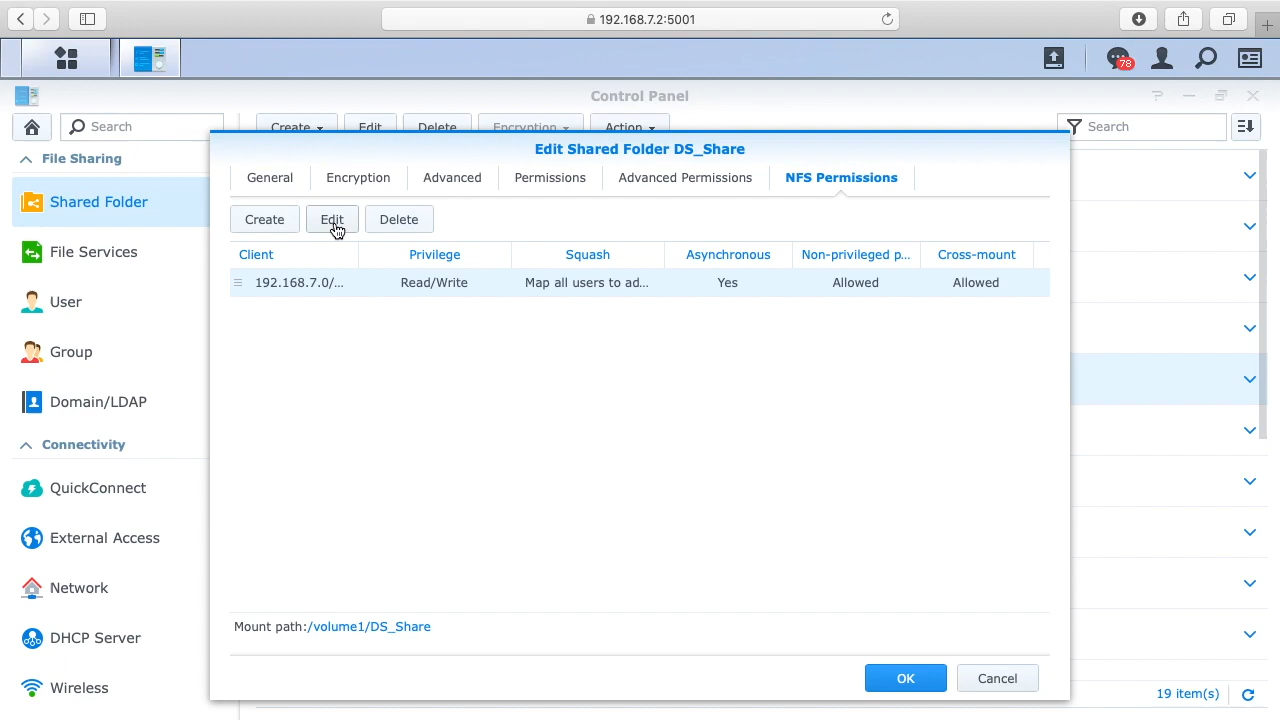 192.168.7.2:5001
78
Control Panel
Search
Create
Edit
Delete
Encryption
Action
Search
File Sharing
Shared Folder
File Services
User
Group
Domain/LDAP
Connectivity
QuickConnect
External Access
Network
DHCP Server
Wireless
Edit Shared Folder DS_Share
General
Encryption
Advanced
Permissions
Advanced Permissions
NFS Permissions
Create
Edit
Delete
Client
Privilege
Squash
Asynchronous
Non-privileged p...
Cross-mount
192.168.7.0/...
Read/Write
Map all users to ad...
Yes
Allowed
Allowed
Mount path:/volume1/DS_Share
OK
Cancel
19 item(s)